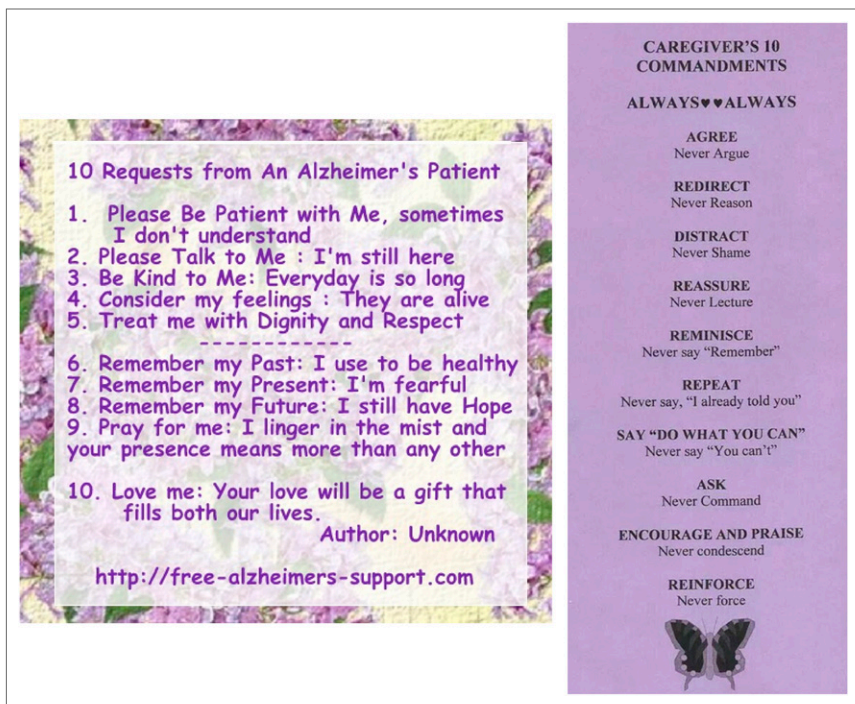 10 Requests from An Alzheimer's Patient
1. Please Be Patient with Me, sometimes
I don't understand
2. Please Talk to Me : I'm still here
3. Be Kind to Me: Everyday is so long
4. Consider my feelings : They are alive
5. Treat me with Dignity and Respect
------------
6. Remember my Past: I use to be healthy
7. Remember my Present: I'm fearful
8. Remember my Future: I still have Hope
9. Pray for me: I linger in the mist and
your presence means more than any other
10. Love me: Your love will be a gift that
fills both our lives.
Author: Unknown
http://free-alzheimers-support.com
CAREGIVER'S 10
COMMANDMENTS
ALWAYS♥♥ALWAYS
AGREE
Never Argue
REDIRECT
Never Reason
DISTRACT
Never Shame
REASSURE
Never Lecture
REMINISCE
Never say “Remember”
REPEAT
Never say, “I already told you”
SAY “DO WHAT YOU CAN”
Never say “You can't”
ASK
Never Command
ENCOURAGE AND PRAISE
Never condescend
REINFORCE
Never force